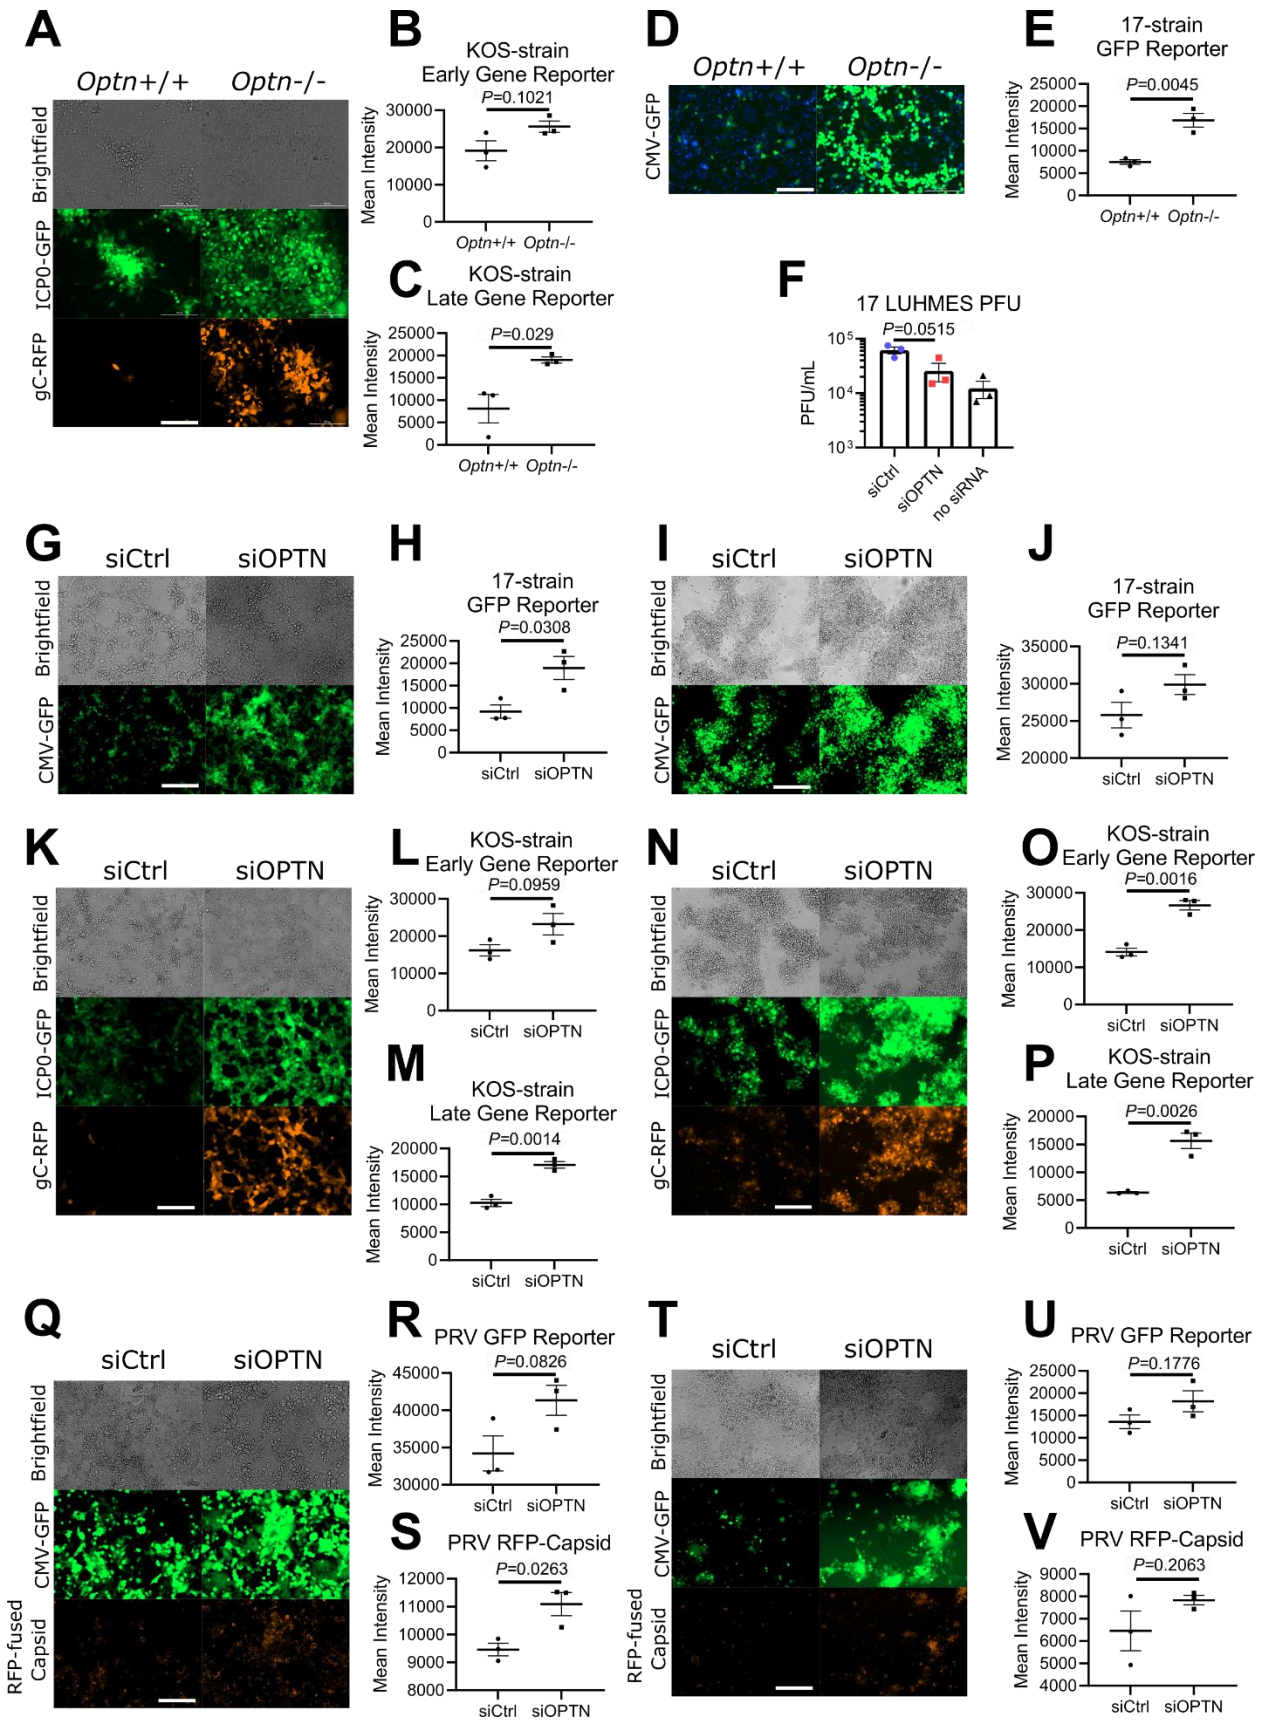 A
Optn+/+
Optn-/-
Brightfield
ICP0-GFP
gC-RFP
B
KOS-strain
Early Gene Reporter
P=0.1021
Mean Intensity
30000
20000
10000
0
Optn+/+
Optn-/-
C
KOS-strain
Late Gene Reporter
P=0.029
Mean Intensity
25000
20000
15000
10000
5000
0
Optn+/+
Optn-/-
D
Optn+/+
Optn-/-
CMV-GFP
E
17-strain
GFP Reporter
P=0.0045
Mean Intensity
25000
20000
15000
10000
5000
0
Optn+/+
Optn-/-
F
17 LUHMES PFU
P=0.0515
PFU/mL
10⁵
10⁴
10³
siCtrl
siOPTN
no siRNA
G
siCtrl
siOPTN
Brightfield
CMV-GFP
H
17-strain
GFP Reporter
P=0.0308
Mean Intensity
25000
20000
15000
10000
5000
0
siCtrl
siOPTN
I
siCtrl
siOPTN
Brightfield
CMV-GFP
J
17-strain
GFP Reporter
P=0.1341
Mean Intensity
35000
30000
25000
20000
siCtrl
siOPTN
K
siCtrl
siOPTN
Brightfield
ICP0-GFP
gC-RFP
L
KOS-strain
Early Gene Reporter
P=0.0959
Mean Intensity
30000
20000
10000
0
siCtrl
siOPTN
M
KOS-strain
Late Gene Reporter
P=0.0014
Mean Intensity
20000
15000
10000
5000
0
siCtrl
siOPTN
N
siCtrl
siOPTN
Brightfield
ICP0-GFP
gC-RFP
O
KOS-strain
Early Gene Reporter
P=0.0016
Mean Intensity
30000
20000
10000
0
siCtrl
siOPTN
P
KOS-strain
Late Gene Reporter
P=0.0026
Mean Intensity
20000
15000
10000
5000
0
siCtrl
siOPTN
Q
siCtrl
siOPTN
Brightfield
CMV-GFP
RFP-fused
Capsid
R
PRV GFP Reporter
P=0.0826
Mean Intensity
45000
40000
35000
30000
siCtrl
siOPTN
S
PRV RFP-Capsid
P=0.0263
Mean Intensity
12000
11000
10000
9000
8000
siCtrl
siOPTN
T
siCtrl
siOPTN
Brightfield
CMV-GFP
RFP-fused
Capsid
U
PRV GFP Reporter
P=0.1776
Mean Intensity
25000
20000
15000
10000
5000
0
siCtrl
siOPTN
V
PRV RFP-Capsid
P=0.2063
Mean Intensity
9000
8000
7000
6000
5000
4000
siCtrl
siOPTN